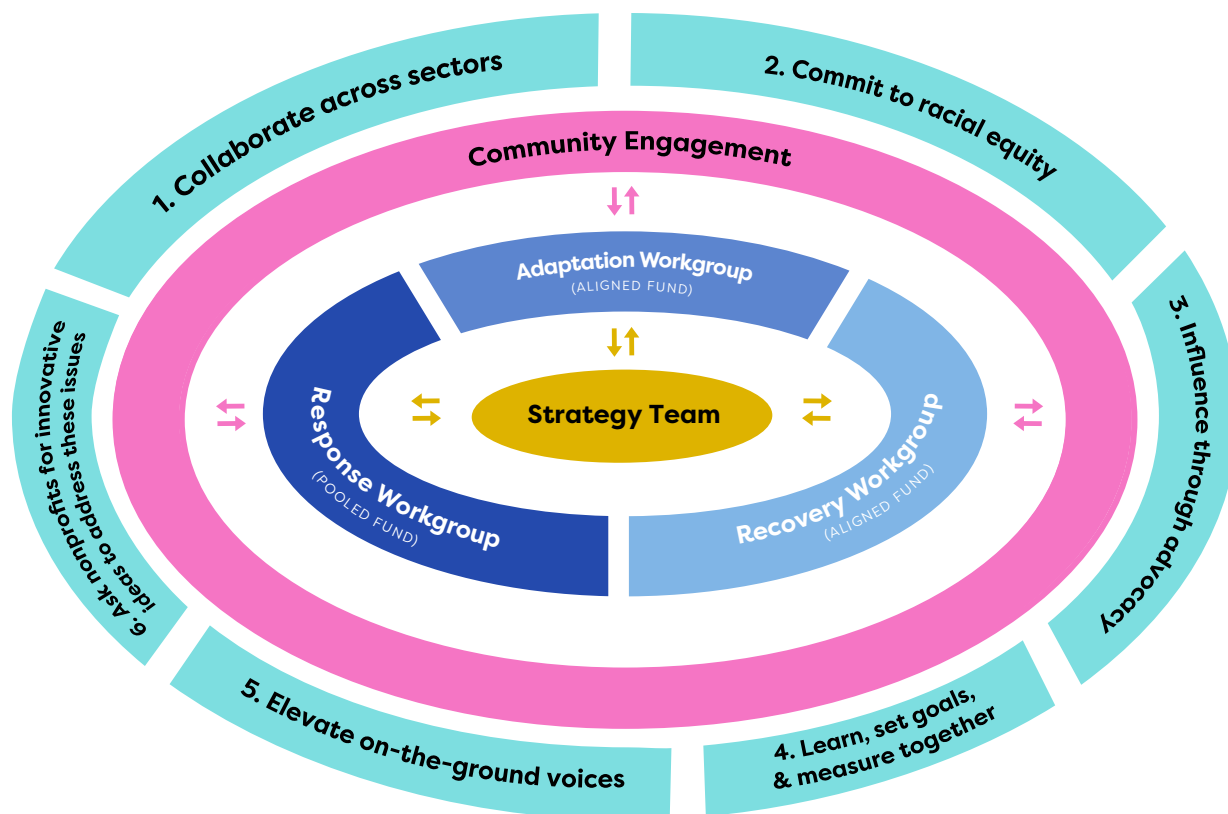 1. Collaborate across sectors
2. Commit to racial equity
Community Engagement
Adaptation Workgroup
(ALIGNED FUND)
3. Influence through advocacy
6. Ask nonprofits for innovative
ideas to address these issues
Strategy Team
Response Workgroup
(POOLED FUND)
Recovery Workgroup
(ALIGNED FUND)
5. Elevate on-the-ground voices
4. Learn, set goals,
& measure together